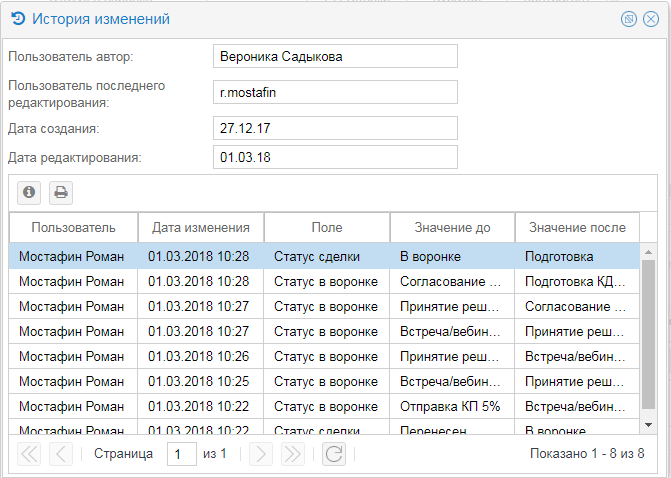 История изменений
Пользователь автор: Вероника Садыкова
Пользователь последнего
редактирования: r.mostafin
Дата создания: 27.12.17
Дата редактирования: 01.03.18
Пользователь Дата изменения Поле Значение до Значение после
Мостафин Роман 01.03.2018 10:28 Статус сделки В воронке Подготовка
Мостафин Роман 01.03.2018 10:28 Статус в воронке Согласование ... Подготовка КД...
Мостафин Роман 01.03.2018 10:27 Статус в воронке Принятие реш... Согласование ...
Мостафин Роман 01.03.2018 10:27 Статус в воронке Встреча/вебин... Принятие реш...
Мостафин Роман 01.03.2018 10:26 Статус в воронке Принятие реш... Встреча/вебин...
Мостафин Роман 01.03.2018 10:25 Статус в воронке Встреча/вебин... Принятие реш...
Мостафин Роман 01.03.2018 10:22 Статус в воронке Отправка КП 5% Встреча/вебин...
Мостафин Роман 01.03.2018 10:22 Статус сделки Перенесен В воронке
Страница 1 из 1 Показано 1 - 8 из 8